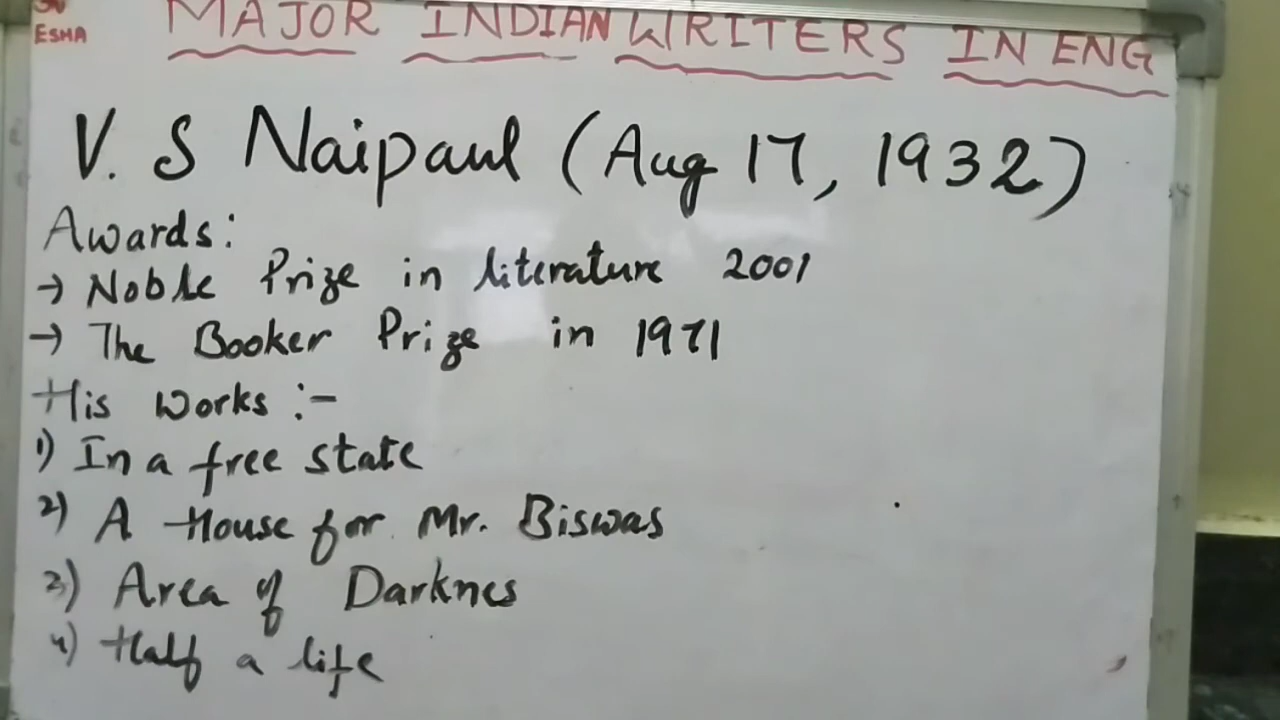 ESHA
MAJOR INDIAN WRITERS IN ENG
V. S Naipaul (Aug 17, 1932)
Awards:
→ Noble Prize in literature 2001
→ The Booker Prize in 1971
His works :-
1) In a free state
2) A House for Mr. Biswas
3) Area of Darknes
4) Half a life